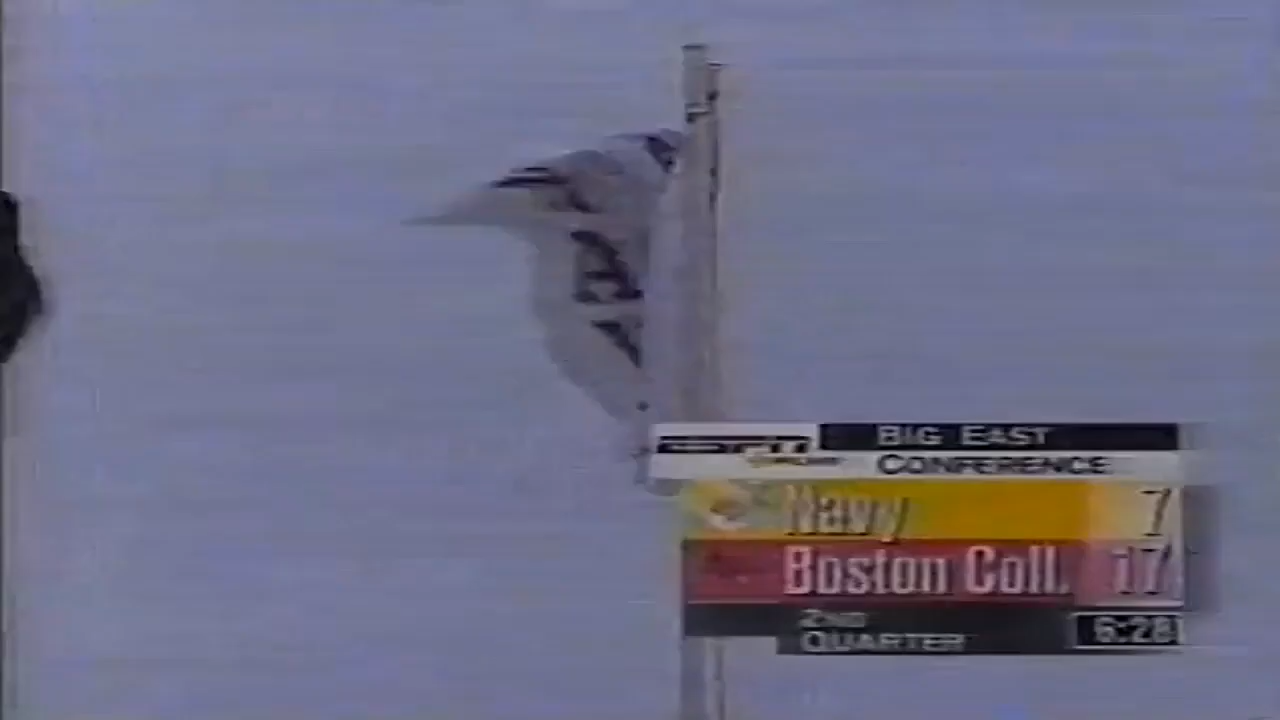 BIG EAST
CONFERENCE
Navy 7
Boston Coll. 17
2ND
QUARTER 6:28